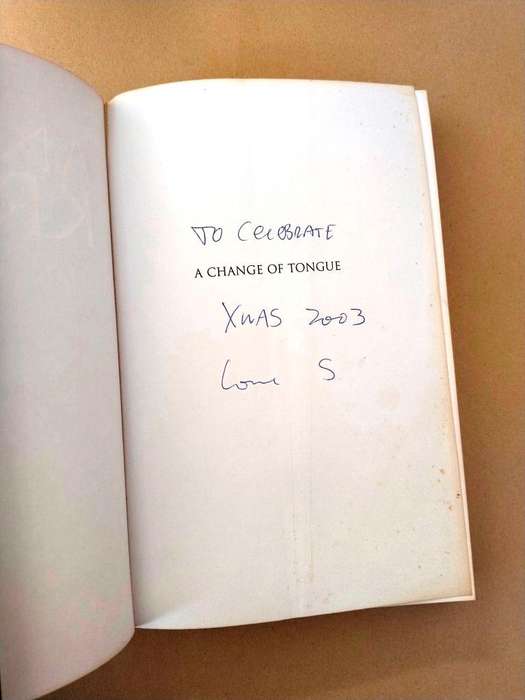 TO CELEBRATE
A CHANGE OF TONGUE
XMAS 2003
Love S